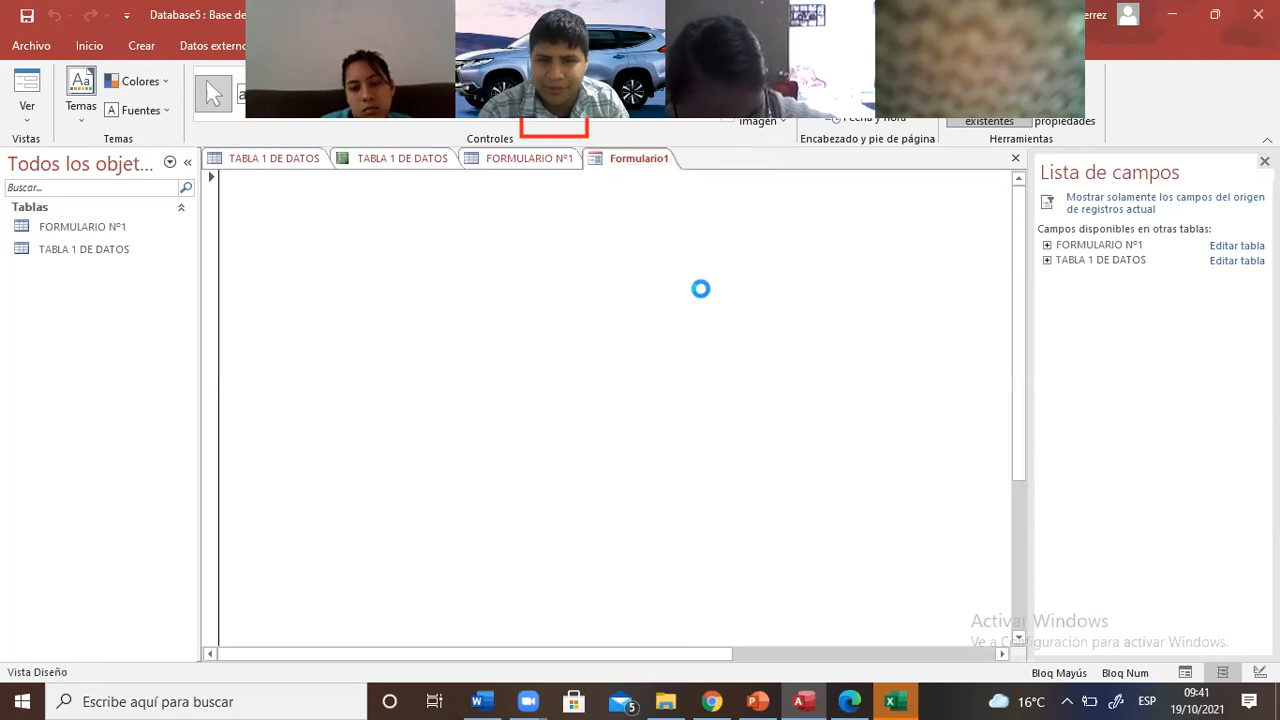 Database5 : Base de
errez
Archivo Inicio Crear Datos externo
Ver
Temas
Colores
Fuentes
Imagen
Fecha y hora
existentes
propiedades
Vistas Temas Controles Encabezado y pie de página Herramientas
Todos los objet...
Buscar...
Tablas
FORMULARIO Nº1
TABLA 1 DE DATOS
TABLA 1 DE DATOS TABLA 1 DE DATOS FORMULARIO Nº1 Formulario1
Lista de campos
Mostrar solamente los campos del origen
de registros actual
Campos disponibles en otras tablas:
FORMULARIO Nº1 Editar tabla
TABLA 1 DE DATOS Editar tabla
Activar Windows
Ve a Configuración para activar Windows.
Vista Diseño Bloq Mayús Bloq Num
Escribe aquí para buscar
5
16°C ESP
09:41
19/10/2021